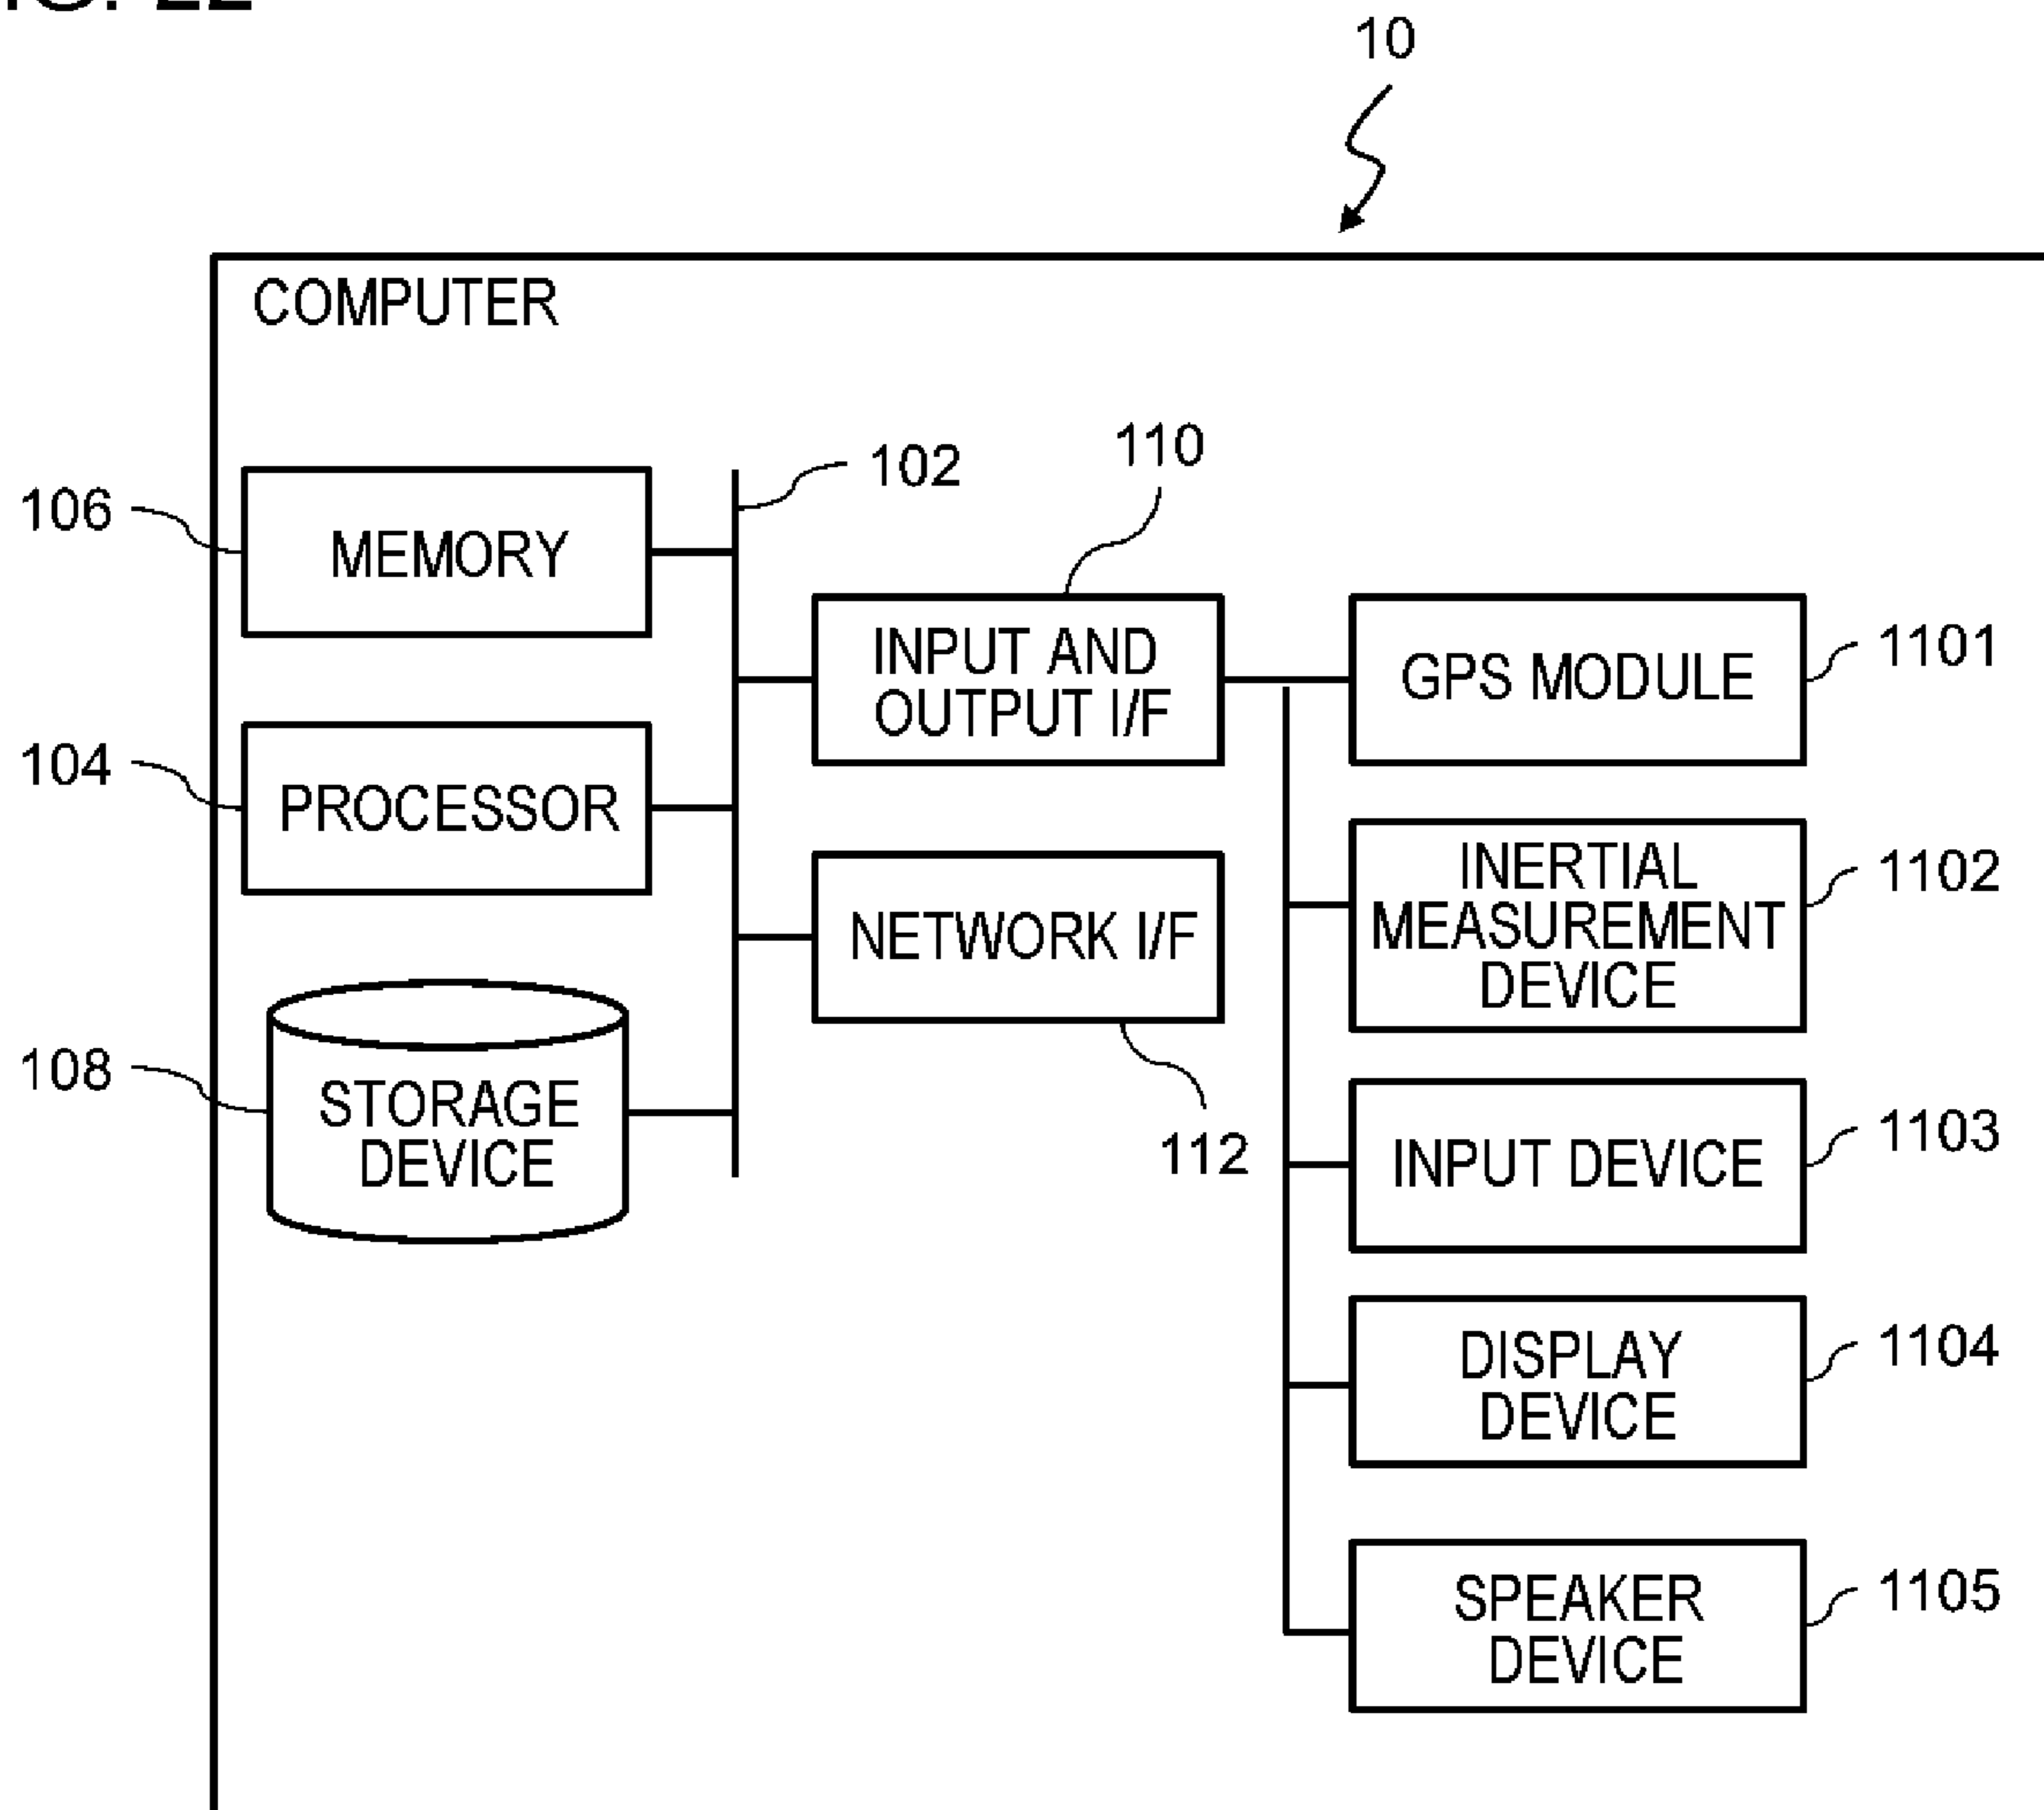 10
COMPUTER
110
102
106
MEMORY
INPUT AND
OUTPUT I/F
GPS MODULE
1101
104
PROCESSOR
INERTIAL
MEASUREMENT
DEVICE
1102
NETWORK I/F
108
STORAGE
DEVICE
112
INPUT DEVICE
1103
DISPLAY
DEVICE
1104
SPEAKER
DEVICE
1105